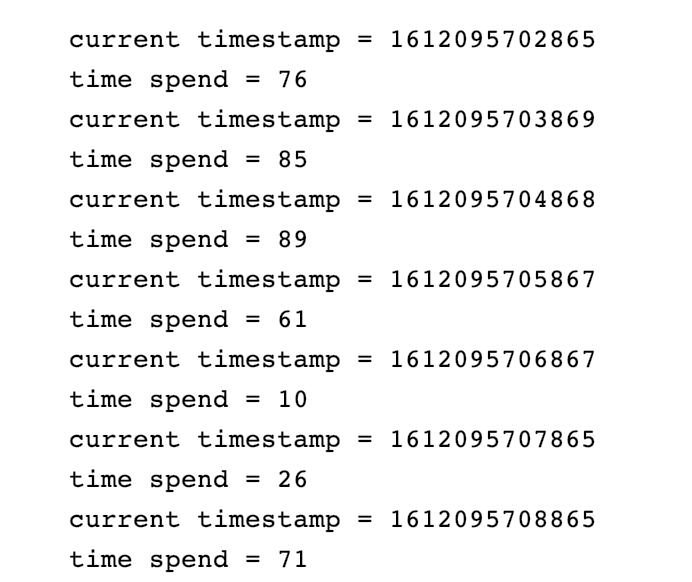 current timestamp = 1612095702865
time spend = 76
current timestamp = 1612095703869
time spend = 85
current timestamp = 1612095704868
time spend = 89
current timestamp = 1612095705867
time spend = 61
current timestamp = 1612095706867
time spend = 10
current timestamp = 1612095707865
time spend = 26
current timestamp = 1612095708865
time spend = 71